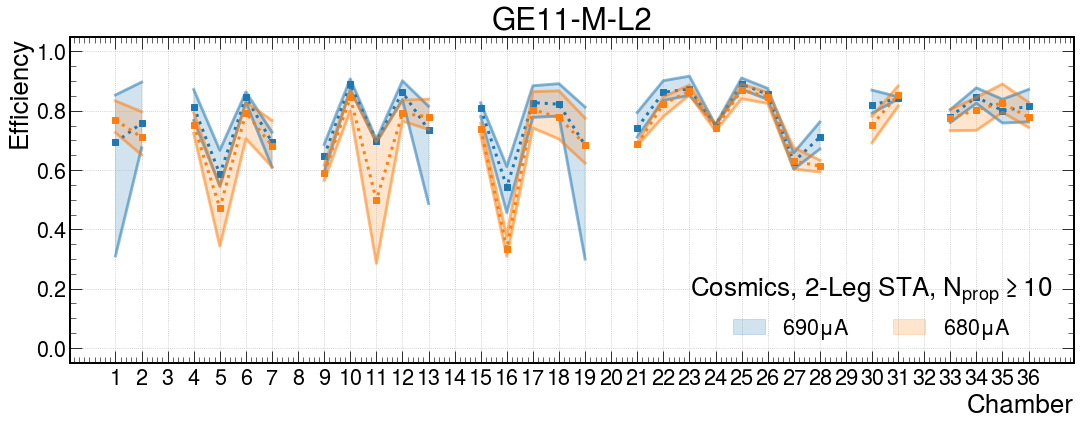 GE11-M-L2
Efficiency
1.0
0.8
0.6
0.4
0.2
0.0
Cosmics, 2-Leg STA, Nprop ≥ 10
690μA 680μA
1 2 3 4 5 6 7 8 9 10 11 12 13 14 15 16 17 18 19 20 21 22 23 24 25 26 27 28 29 30 31 32 33 34 35 36
Chamber